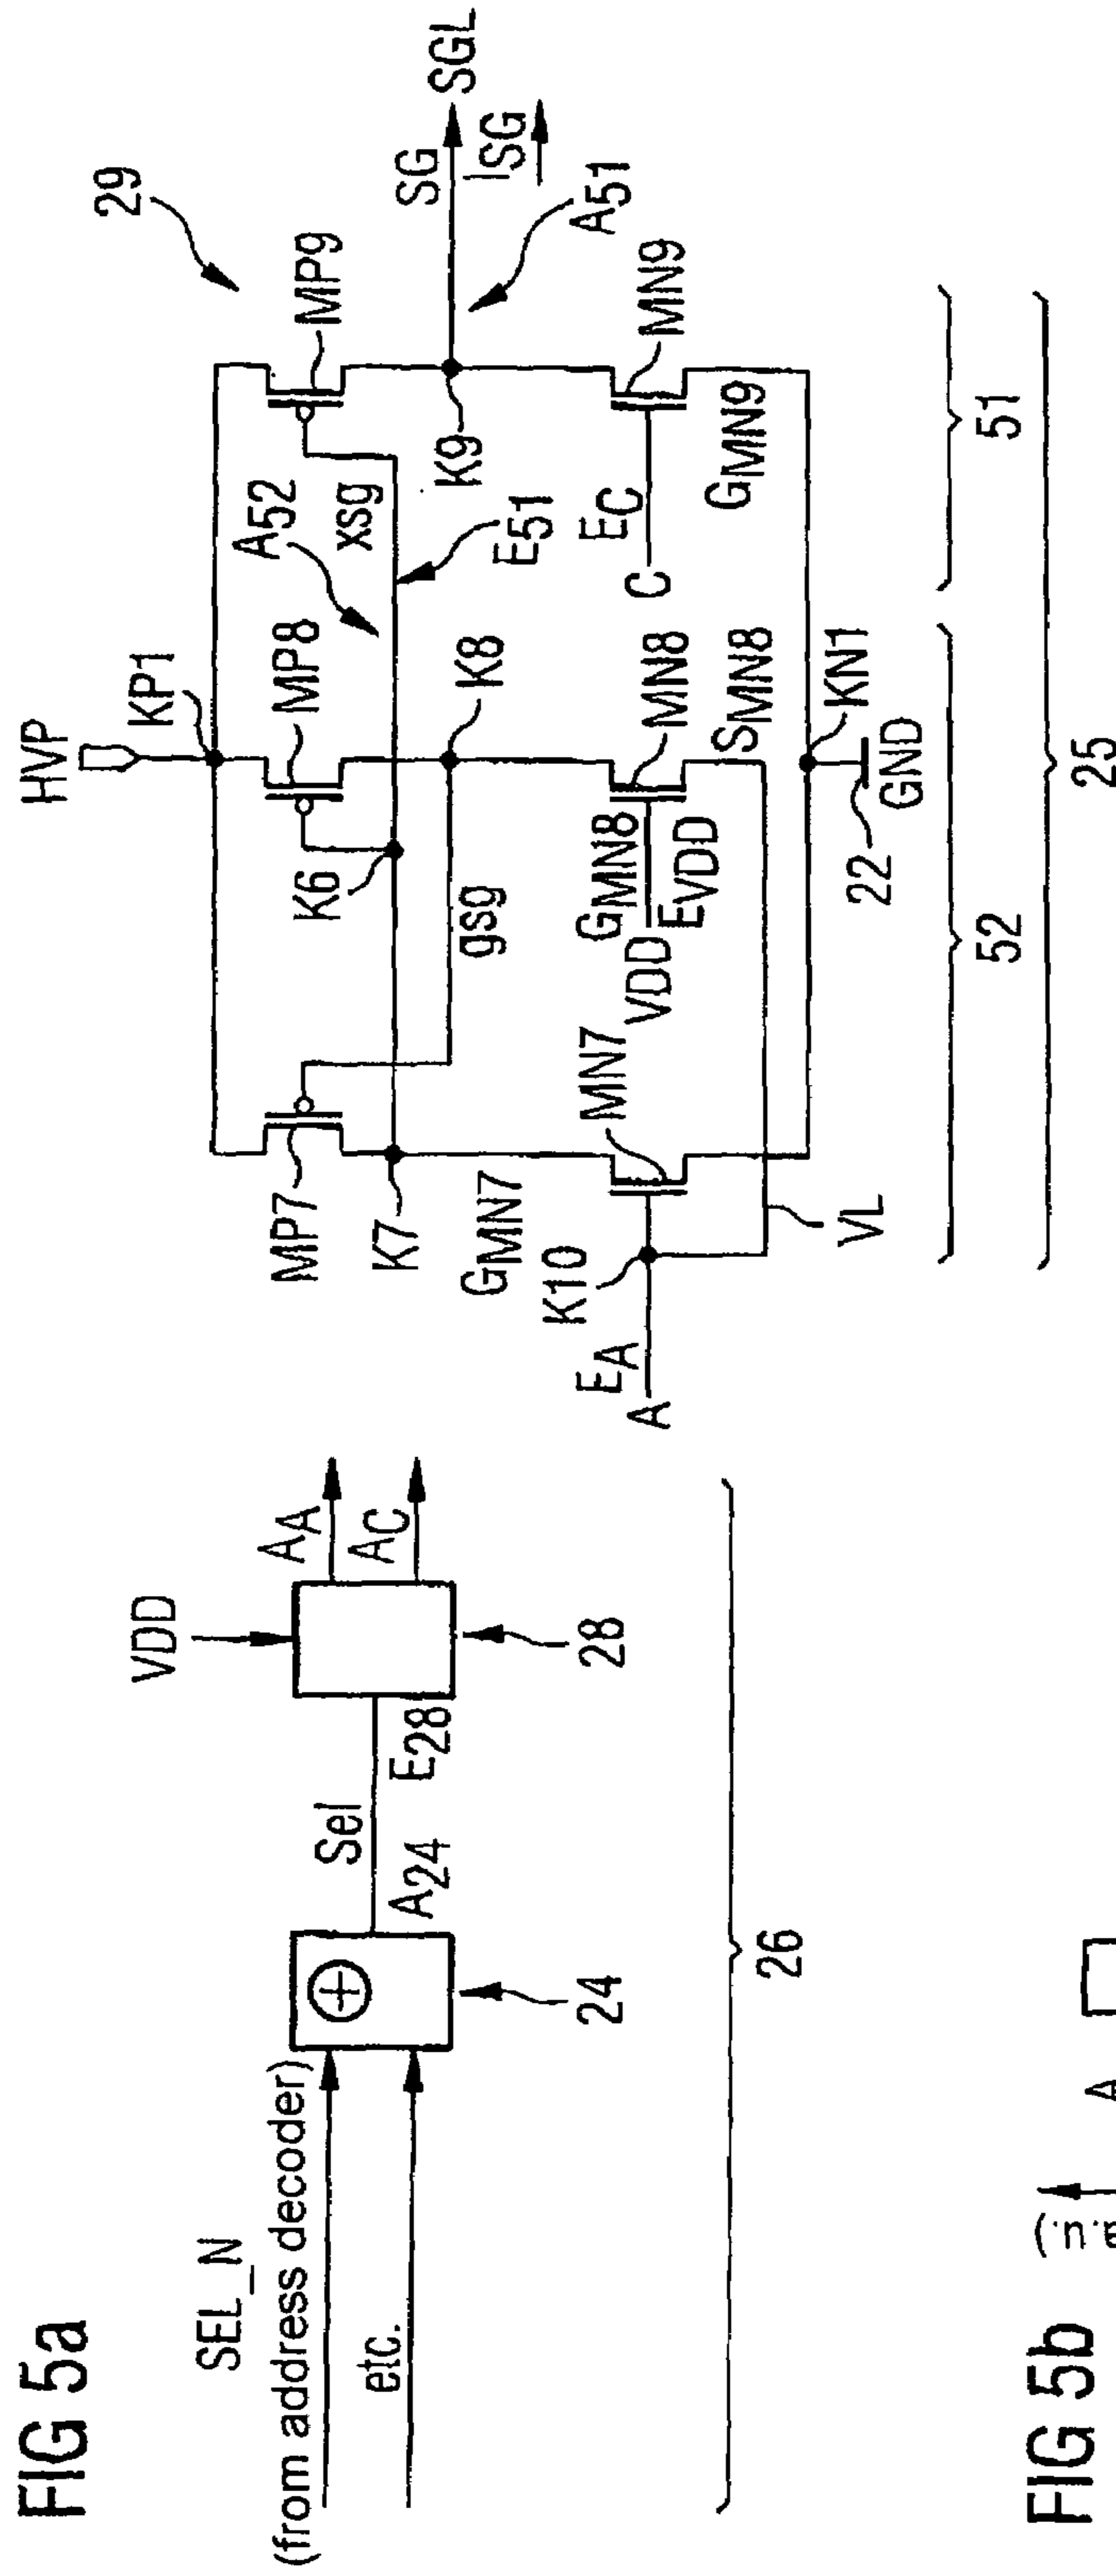 FIG 5a
SEL_N
(from address decoder)
etc.
24
A24
Sel
E28
VDD
28
AA
AC
26
29
HVP
KP1
MP7
MP8
MP9
A52
xsg
K6
K7
gsg
K8
E51
K9
SG
SGL
ISG
A51
A
EA
K10
GMN7
MN7
VDD
GMN8
EVDD
MN8
SMN8
C
EC
MN9
GMN9
VL
22
GND
KN1
52
51
25
FIG 5b
a.u.)
A